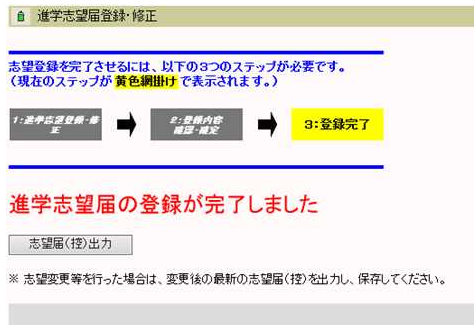 進学志望届登録・修正
志望登録を完了させるには、以下の3つのステップが必要です。
(現在のステップが 黄色網掛け で表示されます。)
1:進学志望登録・修
正
➡
2:登録内容
確認・確定
➡
3:登録完了
進学志望届の登録が完了しました
志望届(控)出力
※ 志望変更等を行った場合は、変更後の最新の志望届(控)を出力し、保存してください。